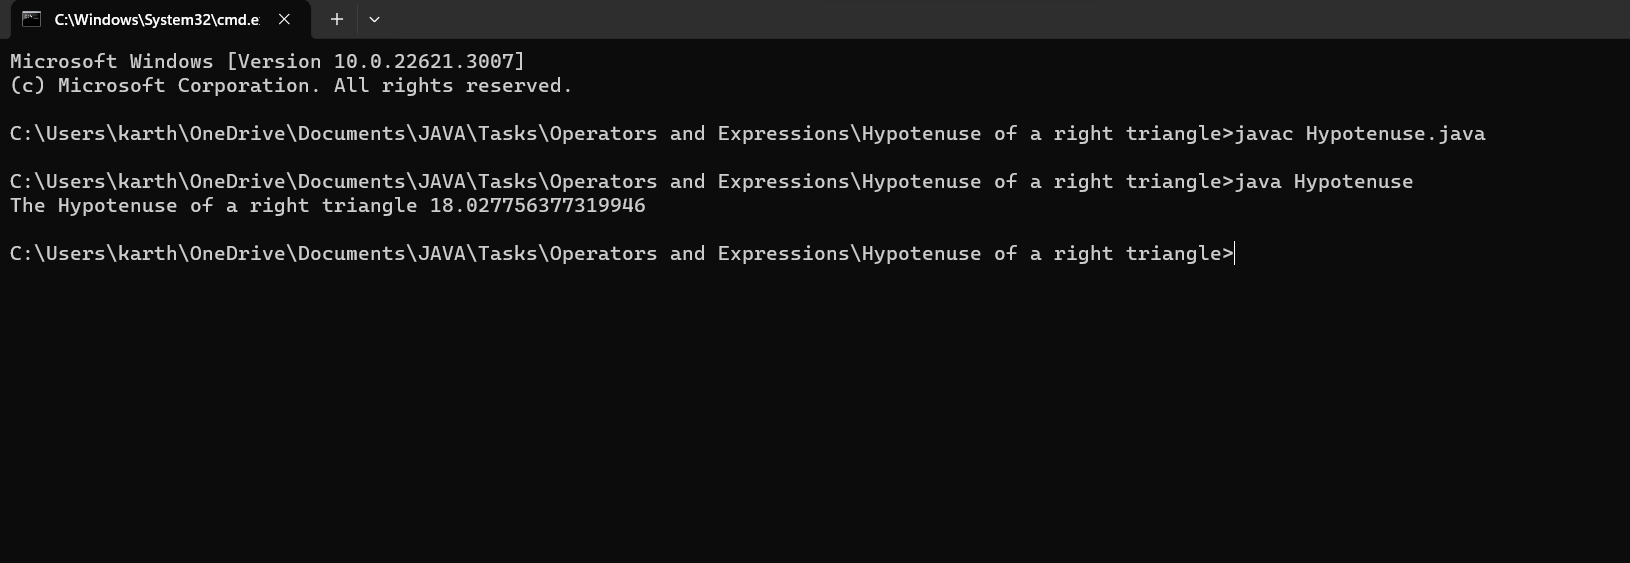 C:\Windows\System32\cmd.e
Microsoft Windows [Version 10.0.22621.3007]
(c) Microsoft Corporation. All rights reserved.
C:\Users\karth\OneDrive\Documents\JAVA\Tasks\Operators and Expressions\Hypotenuse of a right triangle>javac Hypotenuse.java
C:\Users\karth\OneDrive\Documents\JAVA\Tasks\Operators and Expressions\Hypotenuse of a right triangle>java Hypotenuse
The Hypotenuse of a right triangle 18.027756377319946
C:\Users\karth\OneDrive\Documents\JAVA\Tasks\Operators and Expressions\Hypotenuse of a right triangle>